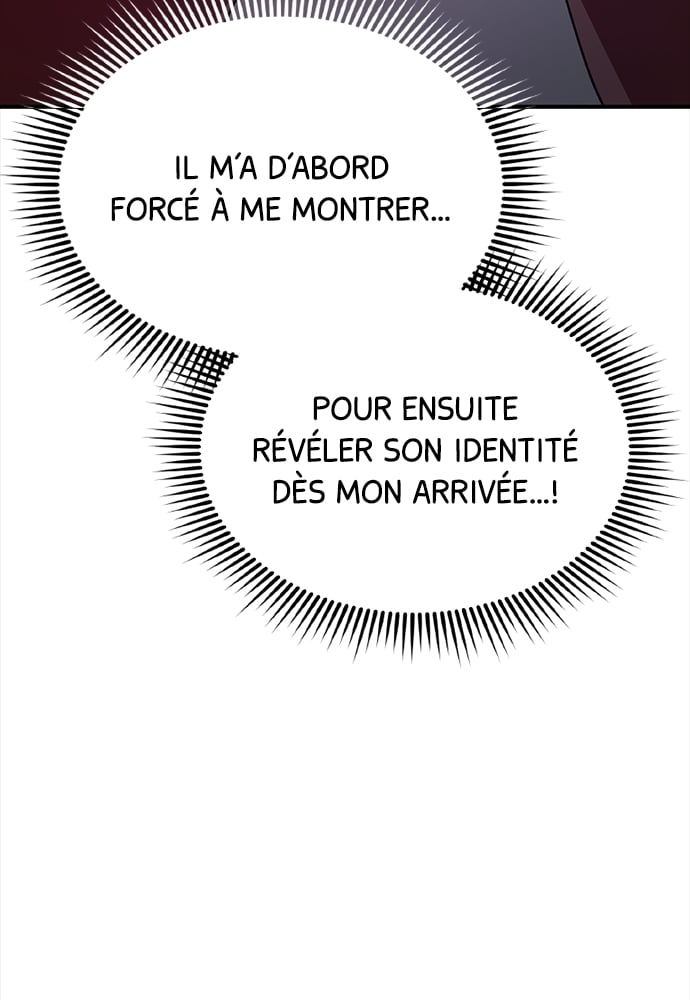 IL M'A D'ABORD
FORCÉ À ME MONTRER...
POUR ENSUITE
RÉVÉLER SON IDENTITÉ
DÈS MON ARRIVÉE...!